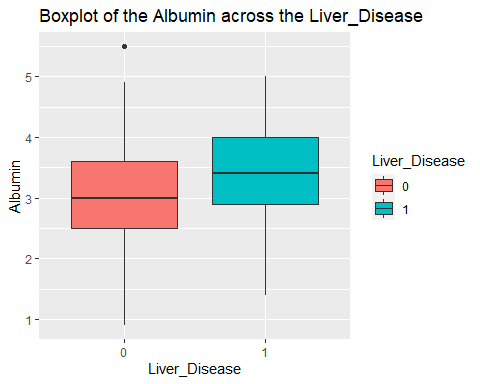 Boxplot of the Albumin across the Liver_Disease
Albumin
5
4
3
2
1
0
1
Liver_Disease
Liver_Disease
0
1